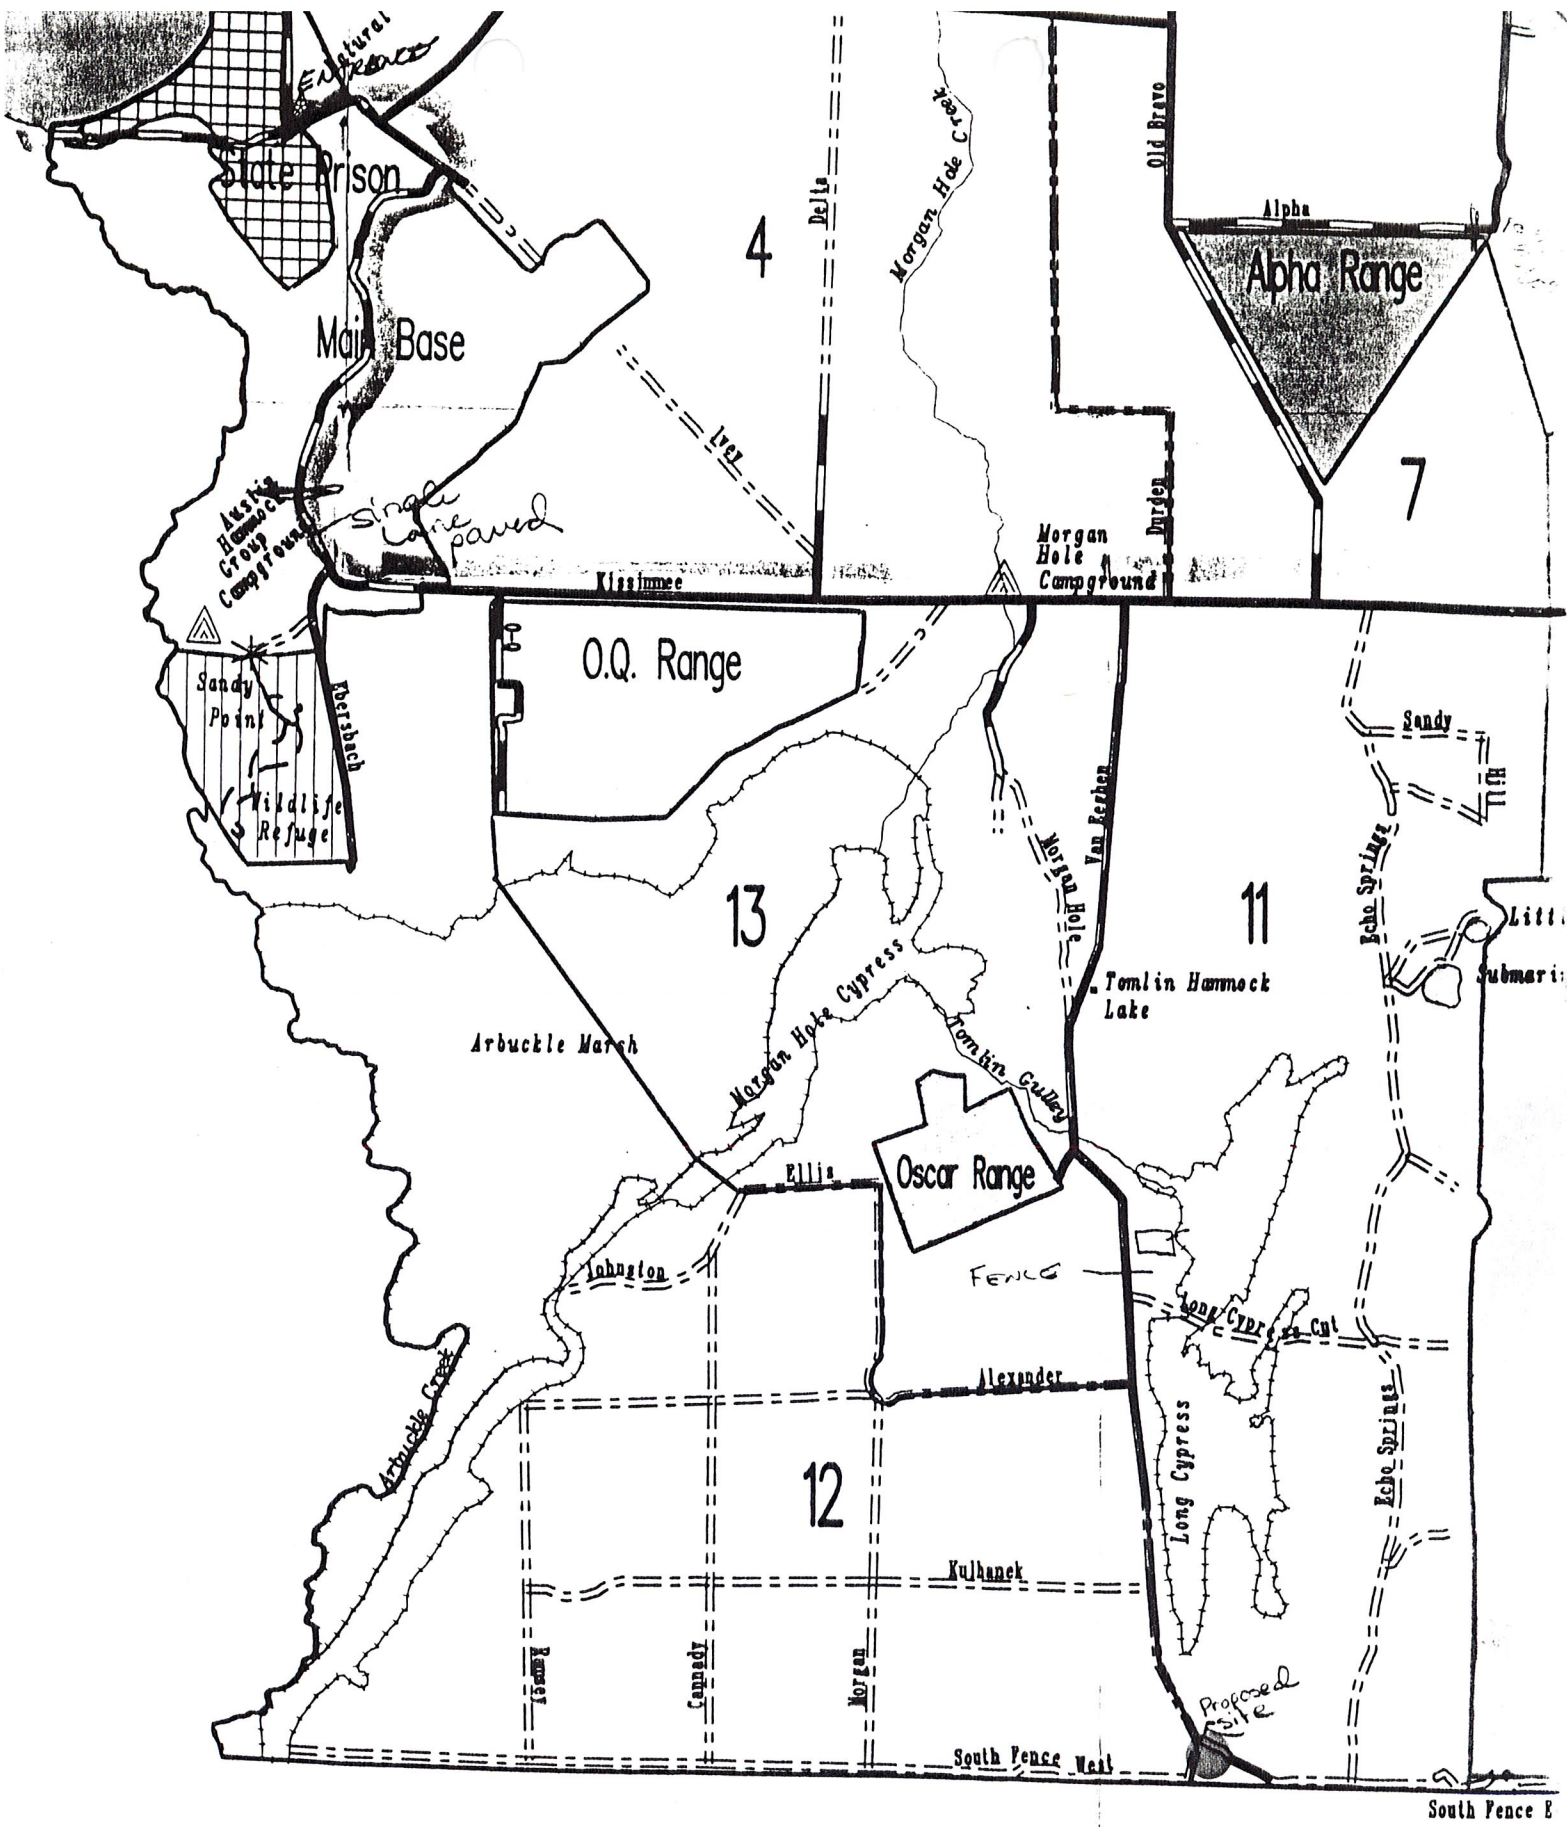 Natural
ENTRANCE
State Prison
Main Base
4
Delta
Morgan Hole Creek
Old Bravo
Alpha
Alpha Range
7
Ivey
Austin
Hammock
Group
Campground
single
lane
paved
Kissimmee
Morgan
Hole
Campground
Durden
O.Q. Range
Sandy
Point
Wildlife
Refuge
Ebersbach
Sandy
Hill
Van Eeghen
Morgan Hole
Echo Springs
13
11
Morgan Hole Cypress
Tomlin Hammock
Lake
Submari
Arbuckle Marsh
Tomlin Gulley
Oscar Range
Ellis
Johnston
FENCE
Long Cypress Cut
Alexander
Arbuckle Creek
Long Cypress
Echo Springs
12
Kulhanek
Cannady
Morgan
Proposed
site
South Fence West
South Fence E